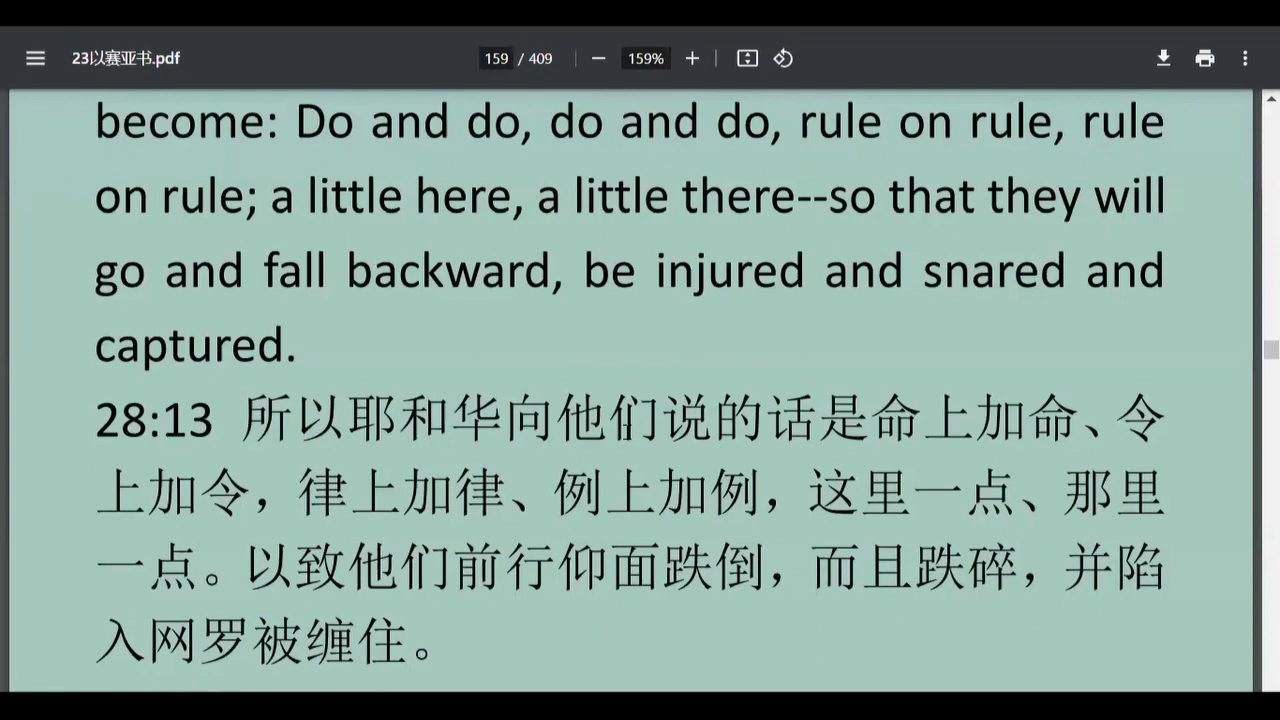 23以赛亚书.pdf
159 / 409
159%
become: Do and do, do and do, rule on rule, rule
on rule; a little here, a little there--so that they will
go and fall backward, be injured and snared and
captured.
28:13 所以耶和华向他们说的话是命上加命、令
上加令，律上加律、例上加例，这里一点、那里
一点。以致他们前行仰面跌倒，而且跌碎，并陷
入网罗被缠住。